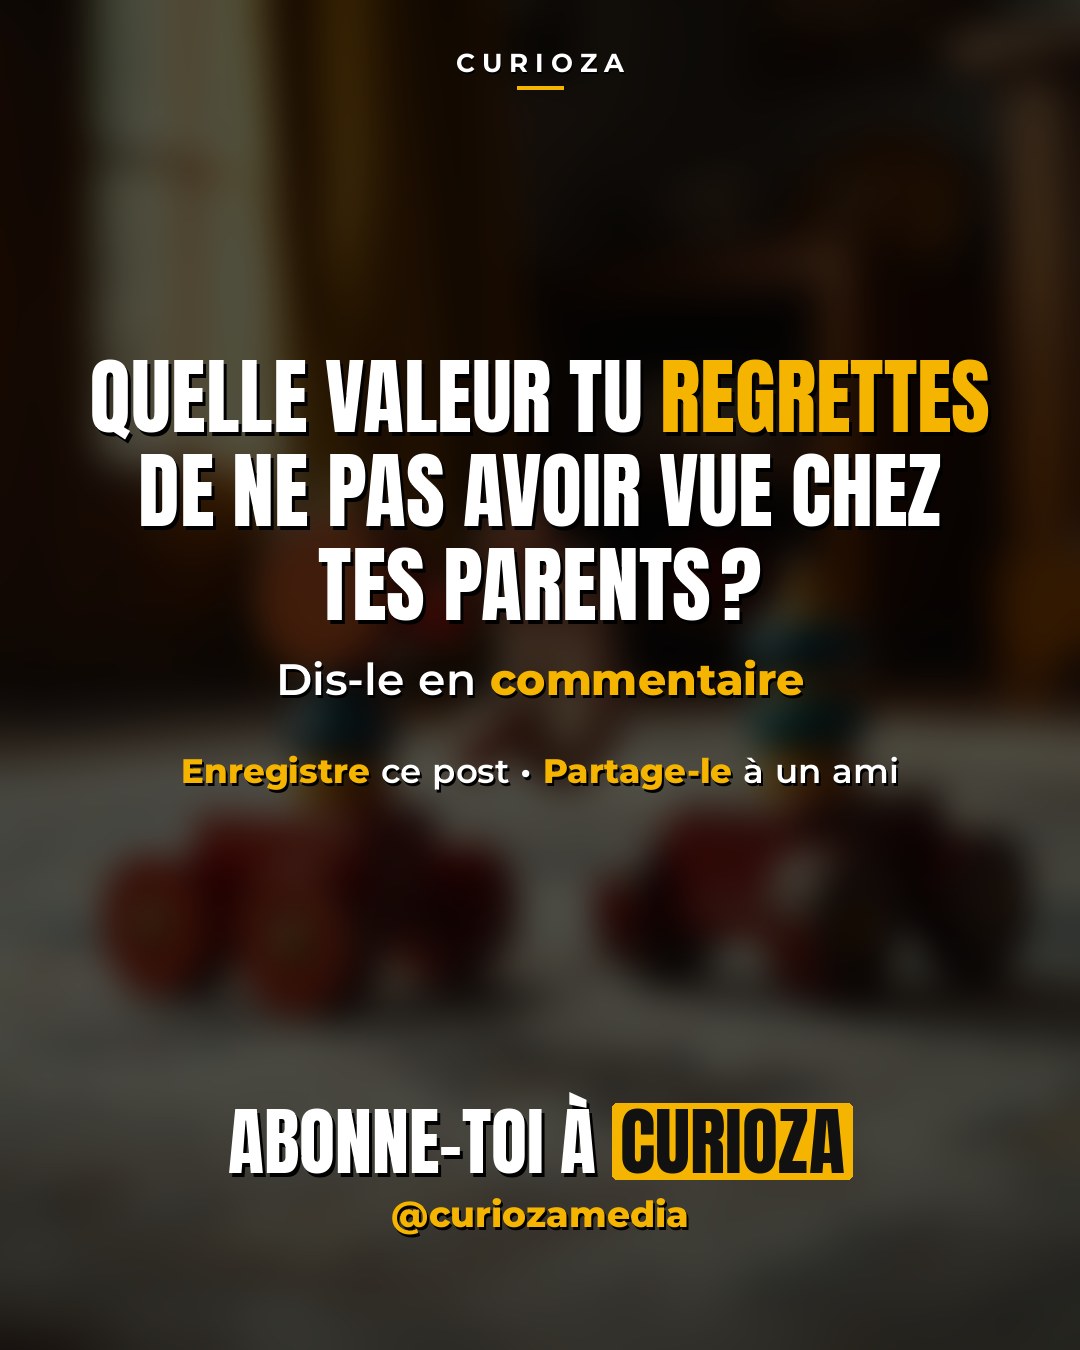 CURIOZA
QUELLE VALEUR TU REGRETTES
DE NE PAS AVOIR VUE CHEZ
TES PARENTS ?
Dis-le en commentaire
Enregistre ce post • Partage-le à un ami
ABONNE-TOI À CURIOZA
@curiozamedia